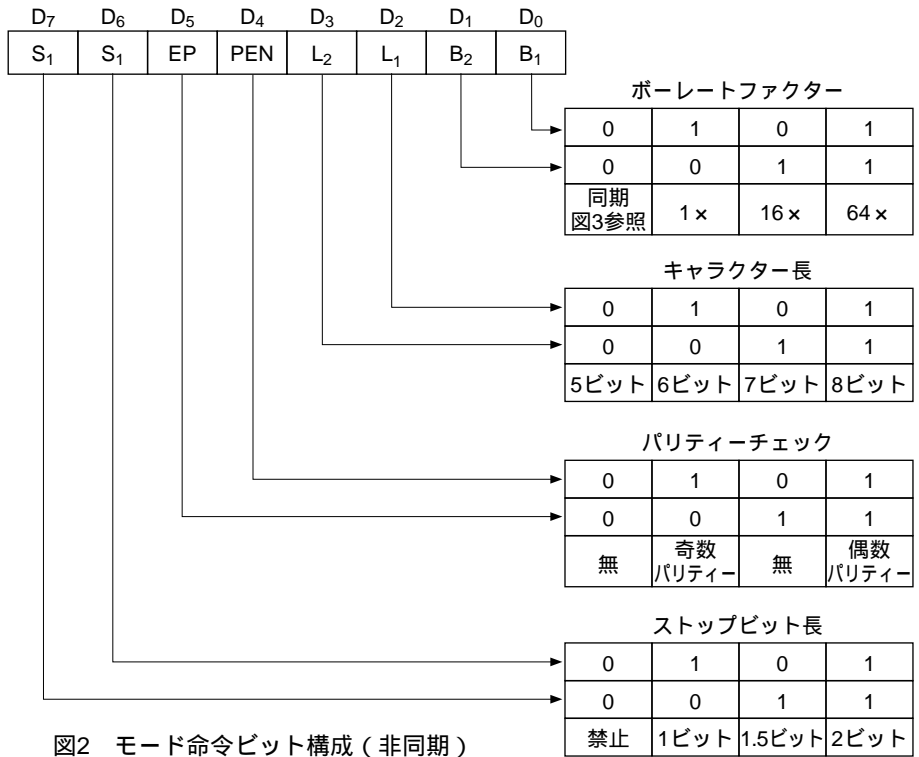 D7 D6 D5 D4 D3 D2 D1 D0
S1 S1 EP PEN L2 L1 B2 B1
ボーレートファクター
0 1 0 1
0 0 1 1
同期
図3参照 1× 16× 64×
キャラクター長
0 1 0 1
0 0 1 1
5ビット 6ビット 7ビット 8ビット
パリティーチェック
0 1 0 1
0 0 1 1
無 奇数
パリティー 無 偶数
パリティー
ストップビット長
0 1 0 1
0 0 1 1
禁止 1ビット 1.5ビット 2ビット
図2 モード命令ビット構成(非同期)